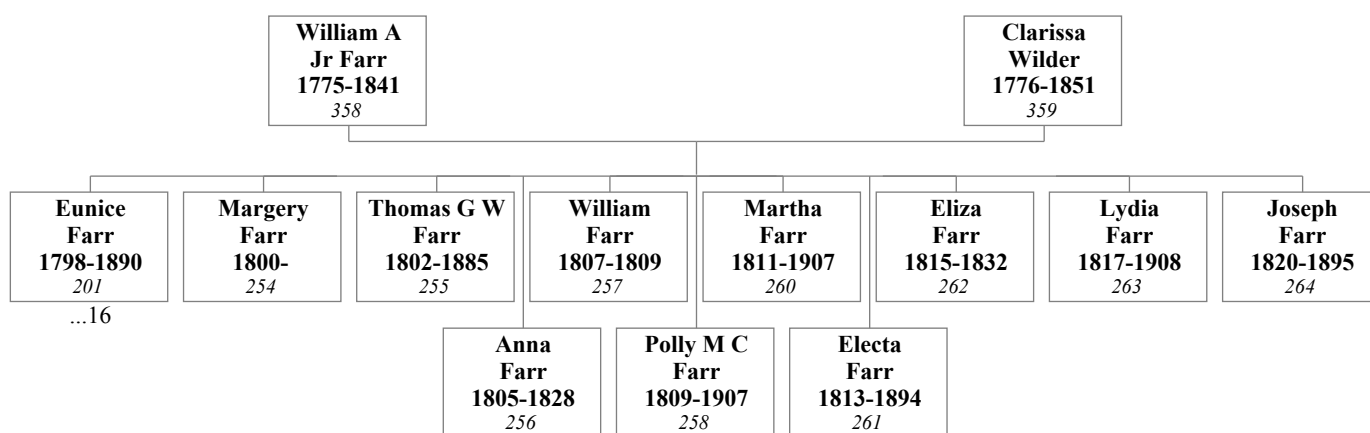 William A
Jr Farr
1775-1841
358
Clarissa
Wilder
1776-1851
359
Eunice
Farr
1798-1890
201
...16
Margery
Farr
1800-
254
Thomas G W
Farr
1802-1885
255
William
Farr
1807-1809
257
Martha
Farr
1811-1907
260
Eliza
Farr
1815-1832
262
Lydia
Farr
1817-1908
263
Joseph
Farr
1820-1895
264
Anna
Farr
1805-1828
256
Polly M C
Farr
1809-1907
258
Electa
Farr
1813-1894
261